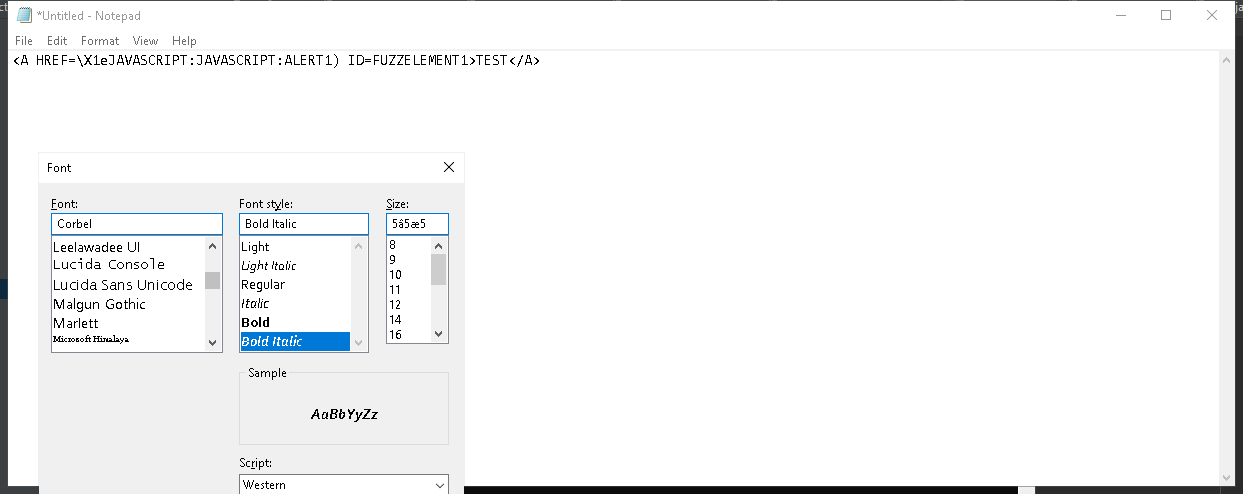 *Untitled - Notepad
File Edit Format View Help
<A HREF=\X1eJAVASCRIPT:JAVASCRIPT:ALERT1) ID=FUZZELEMENT1>TEST</A>
Font
Font:
Corbel
Leelawadee UI
Lucida Console
Lucida Sans Unicode
Malgun Gothic
Marlett
Microsoft Himalaya
Font style:
Bold Italic
Light
Light Italic
Regular
Italic
Bold
Bold Italic
Size:
5â5æ5
8
9
10
11
12
14
16
Sample
AaBbYyZz
Script:
Western